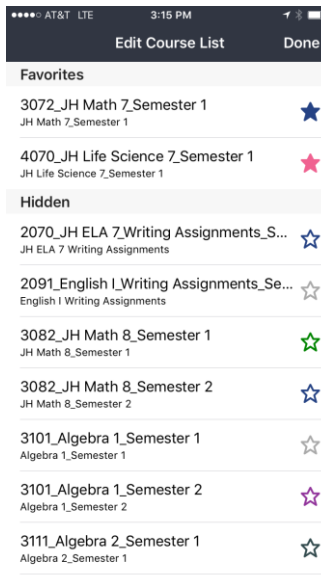 AT&T LTE 3:15 PM
Edit Course List Done
Favorites
3072_JH Math 7_Semester 1
JH Math 7_Semester 1
4070_JH Life Science 7_Semester 1
JH Life Science 7_Semester 1
Hidden
2070_JH ELA 7_Writing Assignments_S...
JH ELA 7 Writing Assignments
2091_English I_Writing Assignments_Se...
English I Writing Assignments
3082_JH Math 8_Semester 1
JH Math 8_Semester 1
3082_JH Math 8_Semester 2
JH Math 8_Semester 2
3101_Algebra 1_Semester 1
Algebra 1_Semester 1
3101_Algebra 1_Semester 2
Algebra 1_Semester 2
3111_Algebra 2_Semester 1
Algebra 2_Semester 1